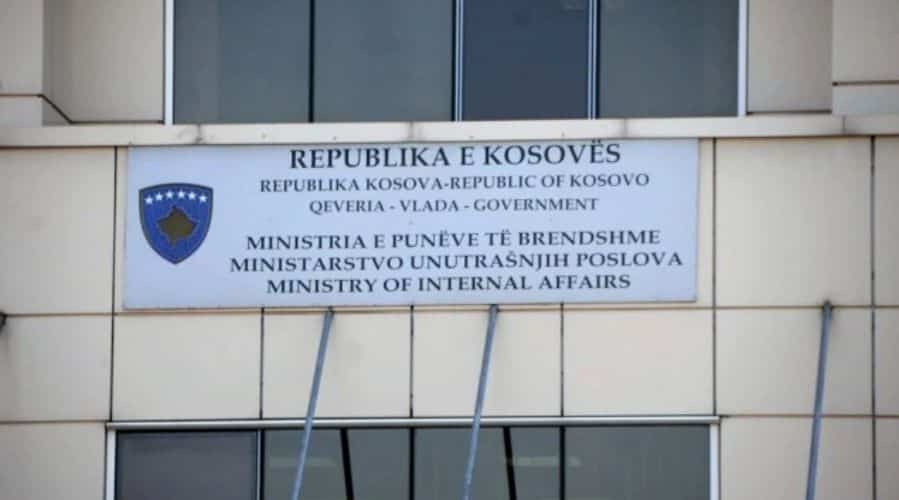 REPUBLIKA E KOSOVËS
REPUBLIKA KOSOVA-REPUBLIC OF KOSOVO
QEVERIA - VLADA - GOVERNMENT
MINISTRIA E PUNËVE TË BRENDSHME
MINISTARSTVO UNUTRAŠNJIH POSLOVA
MINISTRY OF INTERNAL AFFAIRS